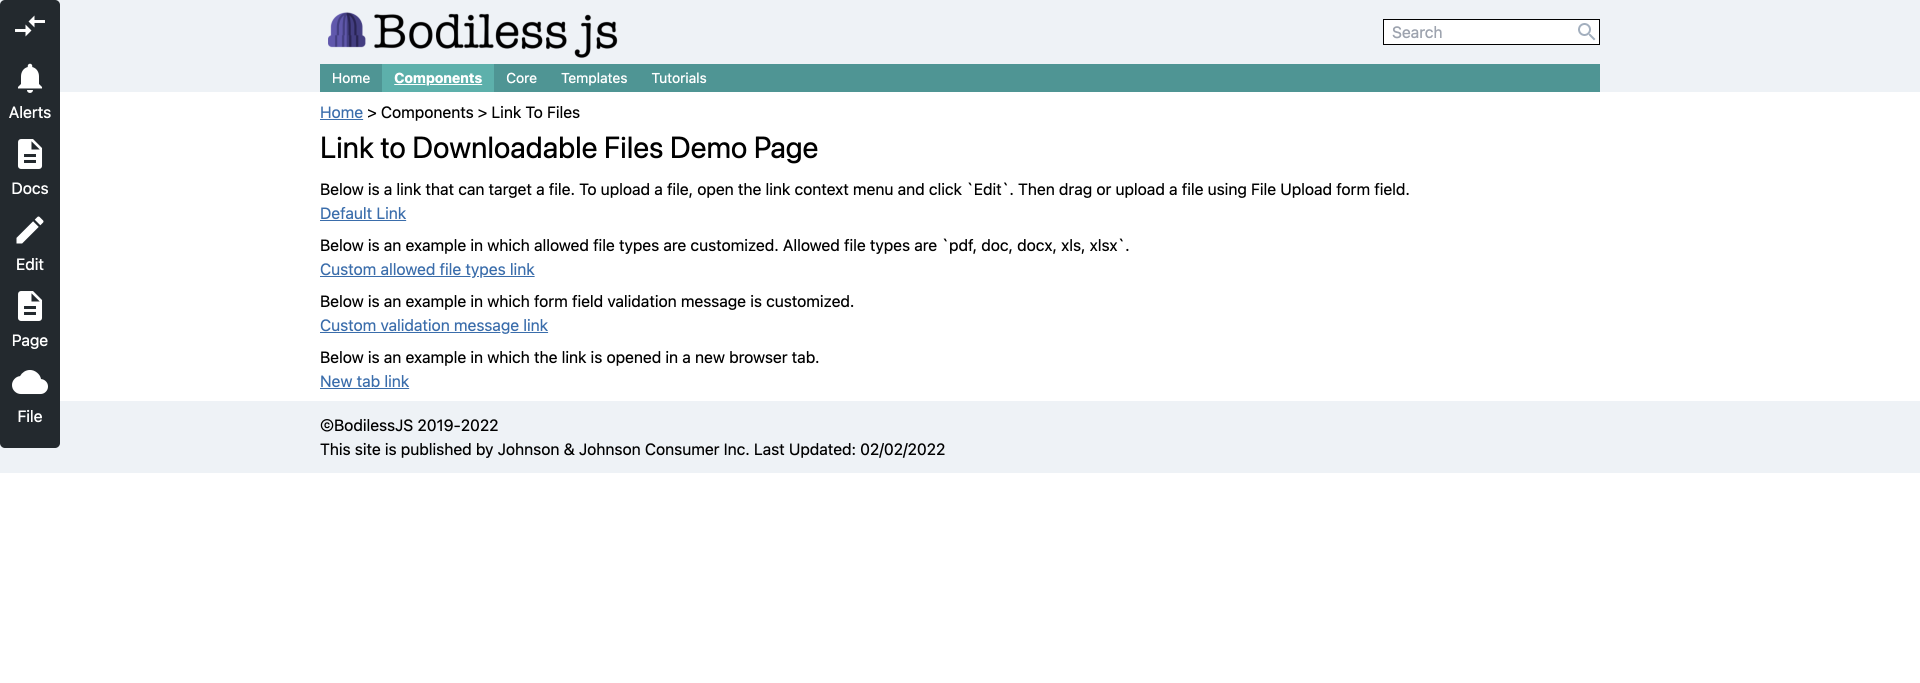 Bodiless js
Search
Home Components Core Templates Tutorials
Alerts
Docs
Edit
Page
File
Home > Components > Link To Files
Link to Downloadable Files Demo Page
Below is a link that can target a file. To upload a file, open the link context menu and click `Edit`. Then drag or upload a file using File Upload form field.
Default Link
Below is an example in which allowed file types are customized. Allowed file types are `pdf, doc, docx, xls, xlsx`.
Custom allowed file types link
Below is an example in which form field validation message is customized.
Custom validation message link
Below is an example in which the link is opened in a new browser tab.
New tab link
©BodilessJS 2019-2022
This site is published by Johnson & Johnson Consumer Inc. Last Updated: 02/02/2022